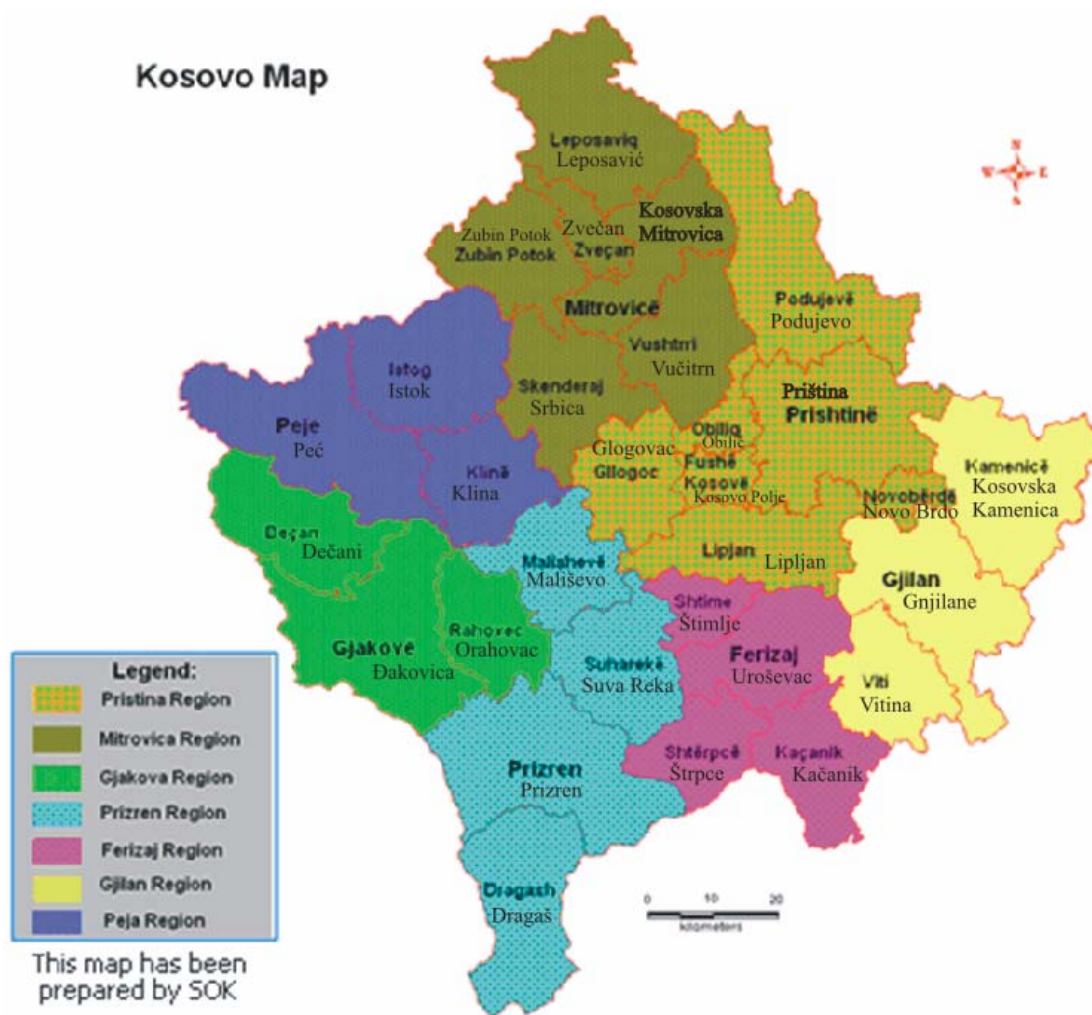 Kosovo Map
N
W E
S
Leposaviq
Leposavić
Zubin Potok
Zubin Potok
Zvečan
Zveçan
Kosovska
Mitrovica
Mitrovicë
Vushtrri
Vučitrn
Podujevë
Podujevo
Istog
Istok
Skenderaj
Srbica
Priština
Prishtinë
Peje
Peć
Obiliq
Obilić
Glogovac
Gllogoc
Fushë
Kosovë
Kosovo Polje
Klinë
Klina
Novobërdë
Novo Brdo
Kamenicë
Kosovska
Kamenica
Deçan
Dečani
Malishevë
Mališevo
Lipjan
Lipljan
Gjilan
Gnjilane
Shtime
Štimlje
Gjakovë
Đakovica
Rahovec
Orahovac
Suharekë
Suva Reka
Ferizaj
Uroševac
Viti
Vitina
Prizren
Prizren
Shtërpcë
Štrpce
Kaçanik
Kačanik
Dragash
Dragaš
Legend:
Pristina Region
Mitrovica Region
Gjakova Region
Prizren Region
Ferizaj Region
Gjilan Region
Peja Region
0 10 20
kilometers
This map has been
prepared by SOK